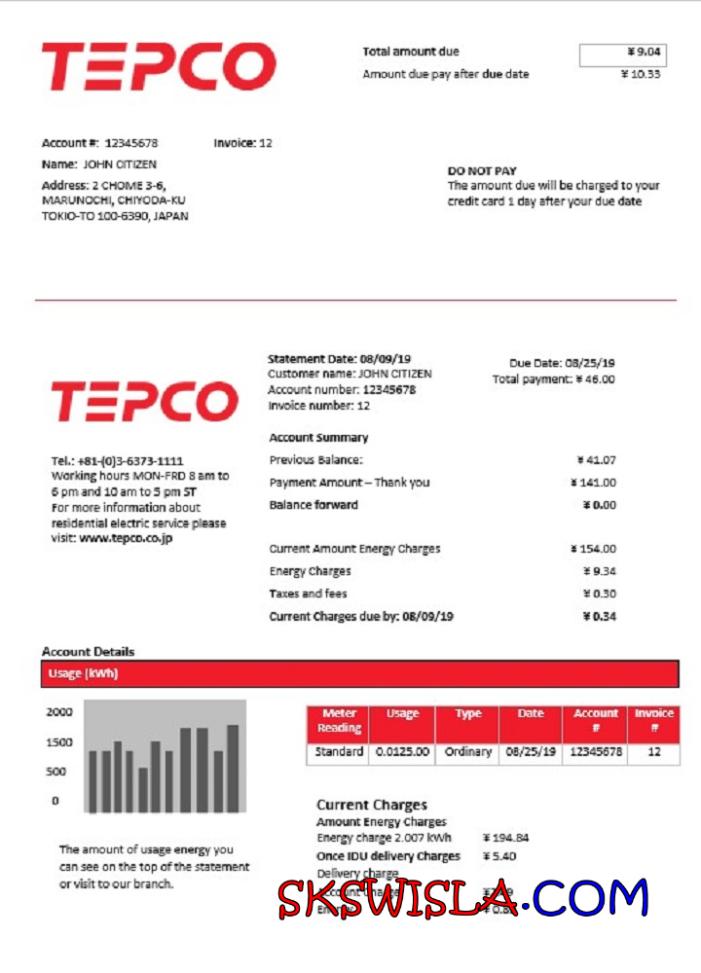 TEPCO
Total amount due ¥ 9.04
Amount due pay after due date ¥ 10.33
Account #: 12345678 Invoice: 12
Name: JOHN CITIZEN
Address: 2 CHOME 3-6,
MARUNOCHI, CHIYODA-KU
TOKIO-TO 100-6390, JAPAN
DO NOT PAY
The amount due will be charged to your
credit card 1 day after your due date
TEPCO
Tel.: +81-(0)3-6373-1111
Working hours MON-FRD 8 am to
6 pm and 10 am to 5 pm ST
For more information about
residential electric service please
visit: www.tepco.co.jp
Statement Date: 08/09/19
Customer name: JOHN CITIZEN
Account number: 12345678
Invoice number: 12
Due Date: 08/25/19
Total payment: ¥ 46.00
Account Summary
Previous Balance: ¥ 41.07
Payment Amount – Thank you ¥ 141.00
Balance forward ¥ 0.00
Current Amount Energy Charges ¥ 154.00
Energy Charges ¥ 9.34
Taxes and fees ¥ 0.30
Current Charges due by: 08/09/19 ¥ 0.34
Account Details
Usage (kWh)
2000
1500
500
0
The amount of usage energy you
can see on the top of the statement
or visit to our branch.
Meter Reading Usage Type Date Account # Invoice #
Standard 0.0125.00 Ordinary 08/25/19 12345678 12
Current Charges
Amount Energy Charges
Energy charge 2.007 kWh ¥ 194.84
Once IDU delivery Charges ¥ 5.40
Delivery charge
SKSWISLA.COM